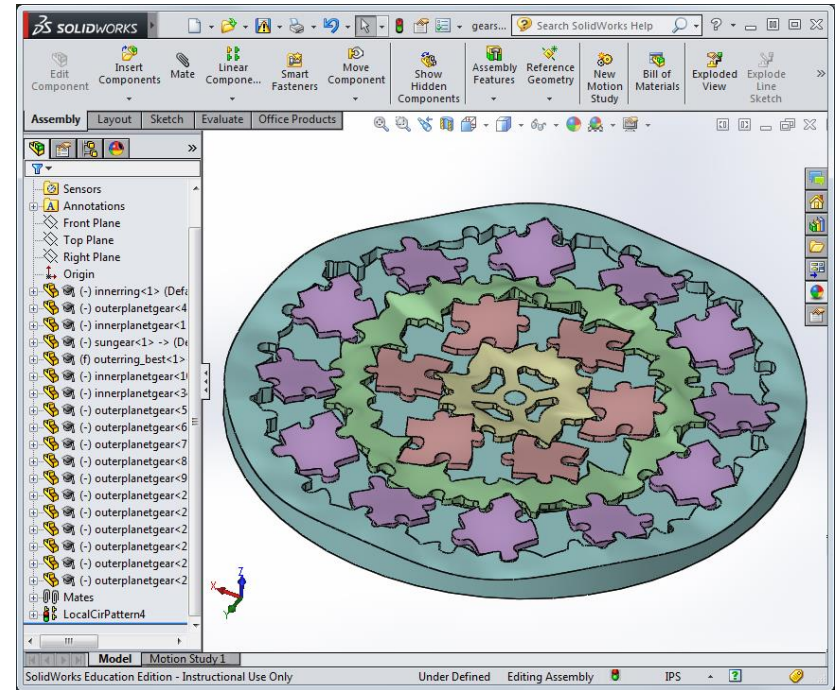 SOLIDWORKS
gears...
Search SolidWorks Help
Edit Component
Insert Components
Mate
Linear Compone...
Smart Fasteners
Move Component
Show Hidden Components
Assembly Features
Reference Geometry
New Motion Study
Bill of Materials
Exploded View
Explode Line Sketch
Assembly
Layout
Sketch
Evaluate
Office Products
Sensors
Annotations
Front Plane
Top Plane
Right Plane
Origin
(-) innerring<1> (Defa
(-) outerplanetgear<4
(-) innerplanetgear<1
(-) sungear<1> -> (De
(f) outerring_best<1>
(-) innerplanetgear<1
(-) innerplanetgear<3
(-) outerplanetgear<5
(-) outerplanetgear<6
(-) outerplanetgear<7
(-) outerplanetgear<8
(-) outerplanetgear<9
(-) outerplanetgear<2
(-) outerplanetgear<2
(-) outerplanetgear<2
(-) outerplanetgear<2
(-) outerplanetgear<2
(-) outerplanetgear<2
Mates
LocalCirPattern4
Z
X
Y
Model
Motion Study 1
SolidWorks Education Edition - Instructional Use Only
Under Defined
Editing Assembly
IPS